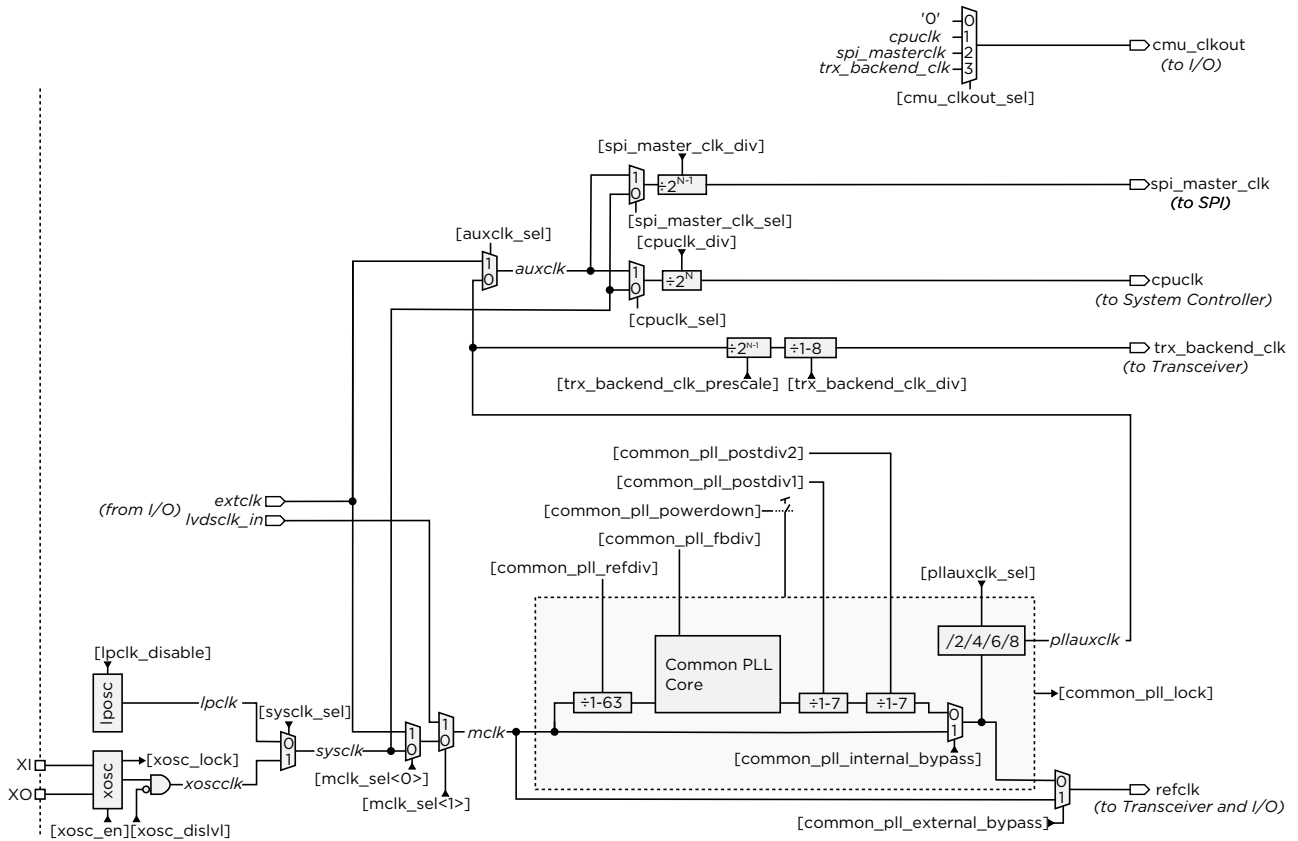 '0'
0
cpuclk
1
cmu_clkout
spi_masterclk
2
(to I/O)
trx_backend_clk
3
[cmu_clkout_sel]
[spi_master_clk_div]
1
0
÷2N-1
spi_master_clk
(to SPI)
[spi_master_clk_sel]
[auxclk_sel]
[cpuclk_div]
1
0
auxclk
1
0
÷2N
cpuclk
(to System Controller)
[cpuclk_sel]
÷2N-1
÷1-8
trx_backend_clk
(to Transceiver)
[trx_backend_clk_prescale]
[trx_backend_clk_div]
[common_pll_postdiv2]
[common_pll_postdiv1]
(from I/O)
extclk
lvdsclk_in
[common_pll_powerdown]
[common_pll_fbdiv]
[common_pll_refdiv]
[pllauxclk_sel]
/2/4/6/8
pllauxclk
[lpclk_disable]
lposc
lpclk
Common PLL
Core
[common_pll_lock]
÷1-63
÷1-7
÷1-7
[sysclk_sel]
0
1
sysclk
1
0
1
0
mclk
0
1
XI
XO
xosc
[xosc_lock]
xoscclk
[mclk_sel<0>]
[mclk_sel<1>]
[common_pll_internal_bypass]
0
1
refclk
(to Transceiver and I/O)
[xosc_en]
[xosc_dislvl]
[common_pll_external_bypass]